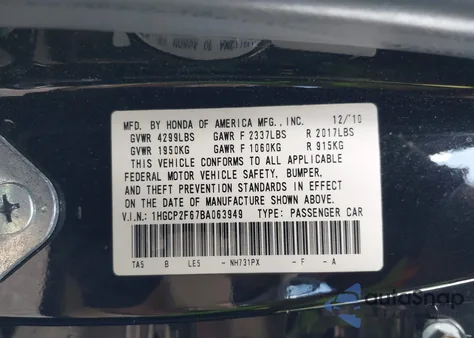 MFD. BY HONDA OF AMERICA MFG., INC. 12/'10
GVWR 4299LBS GAWR F 2337LBS R 2017LBS
GVWR 1950KG GAWR F 1060KG R 915KG
THIS VEHICLE CONFORMS TO ALL APPLICABLE
FEDERAL MOTOR VEHICLE SAFETY, BUMPER,
AND THEFT PREVENTION STANDARDS IN EFFECT
ON THE DATE OF MANUFACTURE SHOWN ABOVE.
V.I.N.: 1HGCP2F67BA063949 TYPE: PASSENGER CAR
TA5 B LE5 - NH731PX - F - A
autoSnap